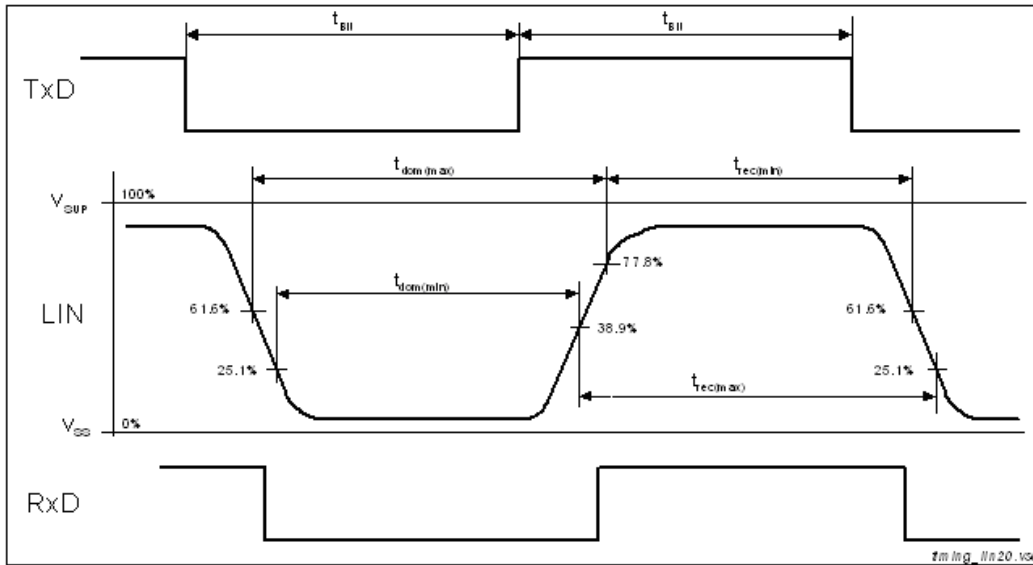 t_Bit t_Bit
TxD
t_dom(max) t_rec(min)
V_SUP 100%
77.8%
t_dom(min)
LIN 61.6% 38.9% 61.6%
25.1% t_rec(max) 25.1%
V_SS 0%
RxD
timing_lin20.vsd